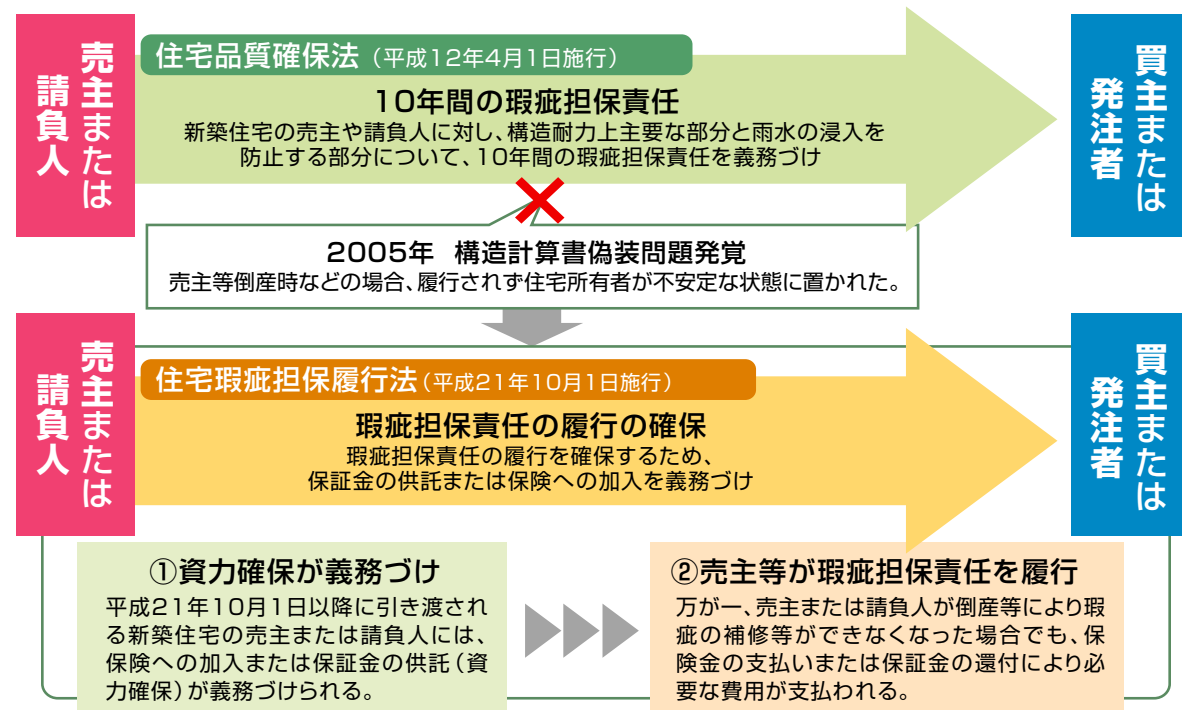 売主または
請負人
住宅品質確保法（平成12年4月1日施行）
10年間の瑕疵担保責任
新築住宅の売主や請負人に対し、構造耐力上主要な部分と雨水の浸入を
防止する部分について、10年間の瑕疵担保責任を義務づけ
買主または
発注者
2005年 構造計算書偽装問題発覚
売主等倒産時などの場合、履行されず住宅所有者が不安定な状態に置かれた。
売主または
請負人
住宅瑕疵担保履行法（平成21年10月1日施行）
瑕疵担保責任の履行の確保
瑕疵担保責任の履行を確保するため、
保証金の供託または保険への加入を義務づけ
買主または
発注者
①資力確保が義務づけ
平成21年10月1日以降に引き渡され
る新築住宅の売主または請負人には、
保険への加入または保証金の供託（資
力確保）が義務づけられる。
②売主等が瑕疵担保責任を履行
万が一、売主または請負人が倒産等により瑕
疵の補修等ができなくなった場合でも、保
険金の支払いまたは保証金の還付により必
要な費用が支払われる。